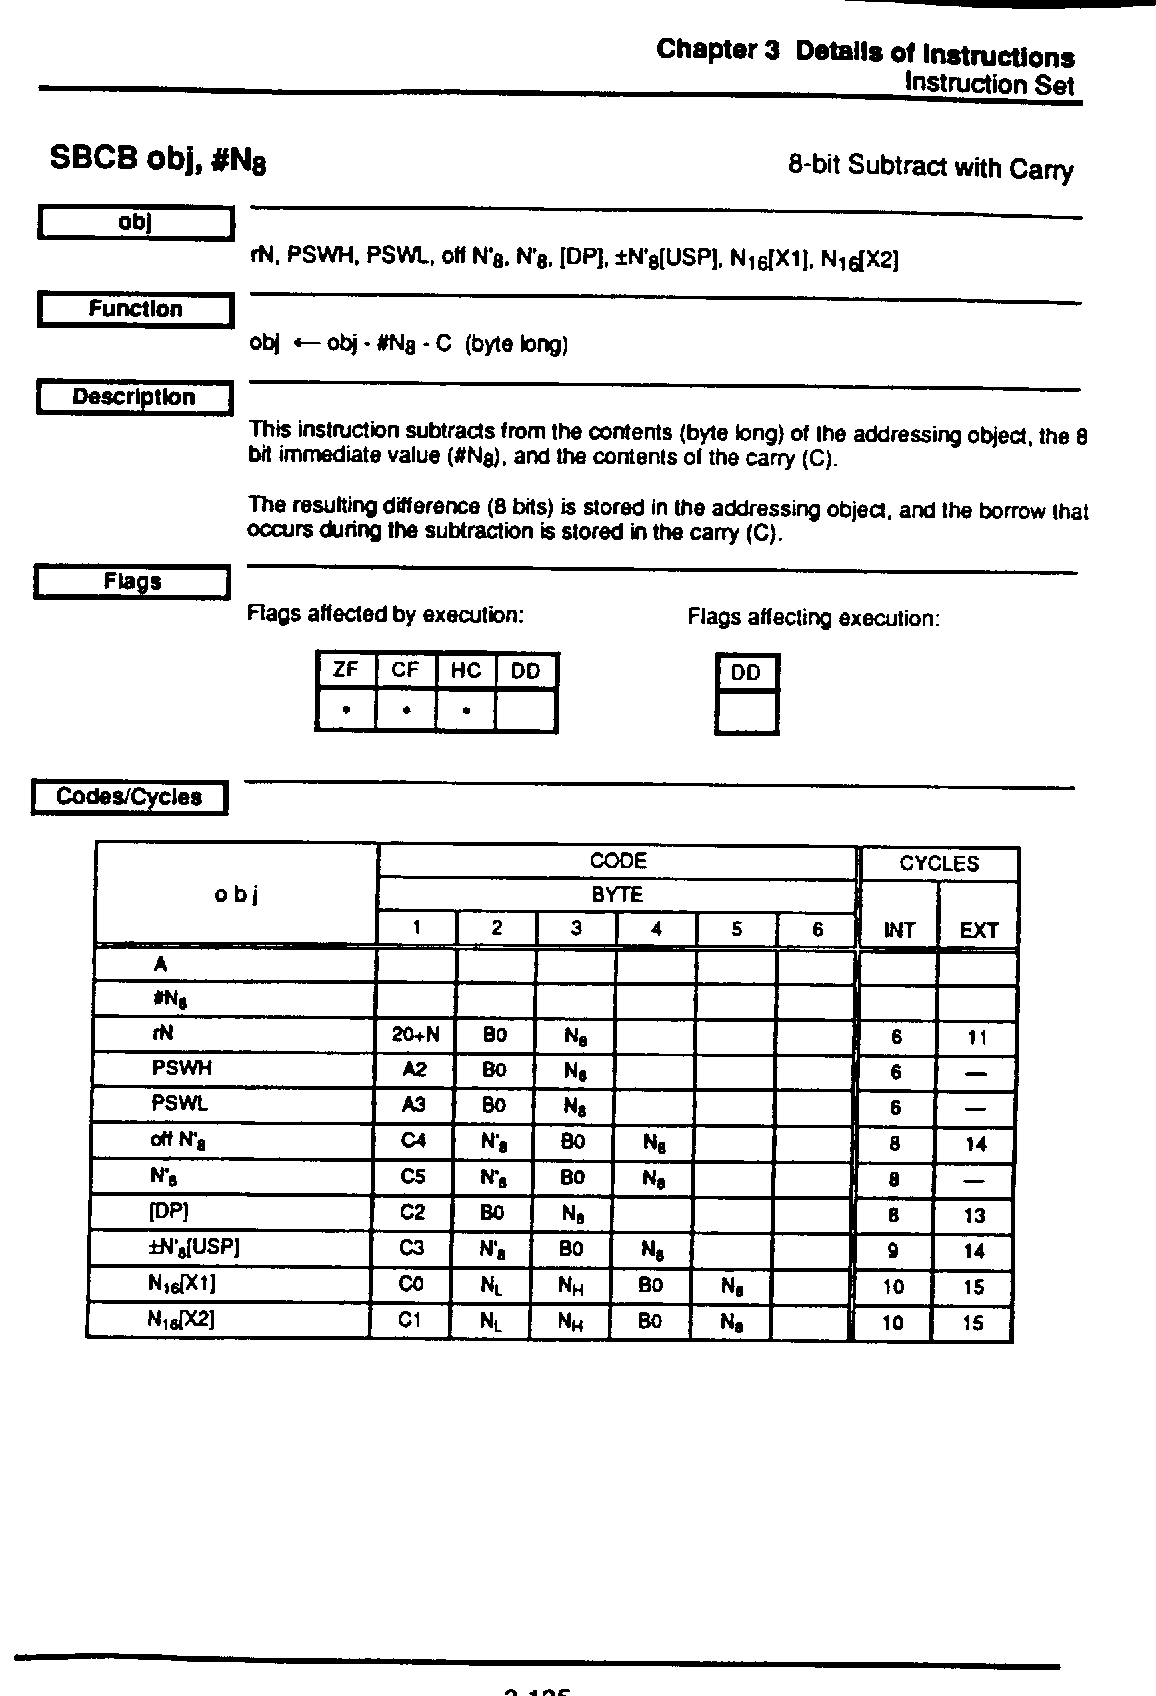 Chapter 3 Details of Instructions
Instruction Set
SBCB obj, #N8
8-bit Subtract with Carry
obj
rN, PSWH, PSWL, off N'8, N'8, [DP], ±N'8[USP], N16[X1], N16[X2]
Function
obj ← obj - #N8 - C (byte long)
Description
This instruction subtracts from the contents (byte long) of the addressing object, the 8
bit immediate value (#N8), and the contents of the carry (C).
The resulting difference (8 bits) is stored in the addressing object, and the borrow that
occurs during the subtraction is stored in the carry (C).
Flags
Flags affected by execution: Flags affecting execution:
ZF CF HC DD DD
• • •
Codes/Cycles
obj CODE CYCLES
BYTE
1 2 3 4 5 6 INT EXT
A
#N8
rN 20+N B0 N8 6 11
PSWH A2 B0 N8 6 —
PSWL A3 B0 N8 6 —
off N'8 C4 N'8 B0 N8 8 14
N'8 C5 N'8 B0 N8 8 —
[DP] C2 B0 N8 8 13
±N'8[USP] C3 N'8 B0 N8 9 14
N16[X1] C0 NL NH B0 N8 10 15
N16[X2] C1 NL NH B0 N8 10 15